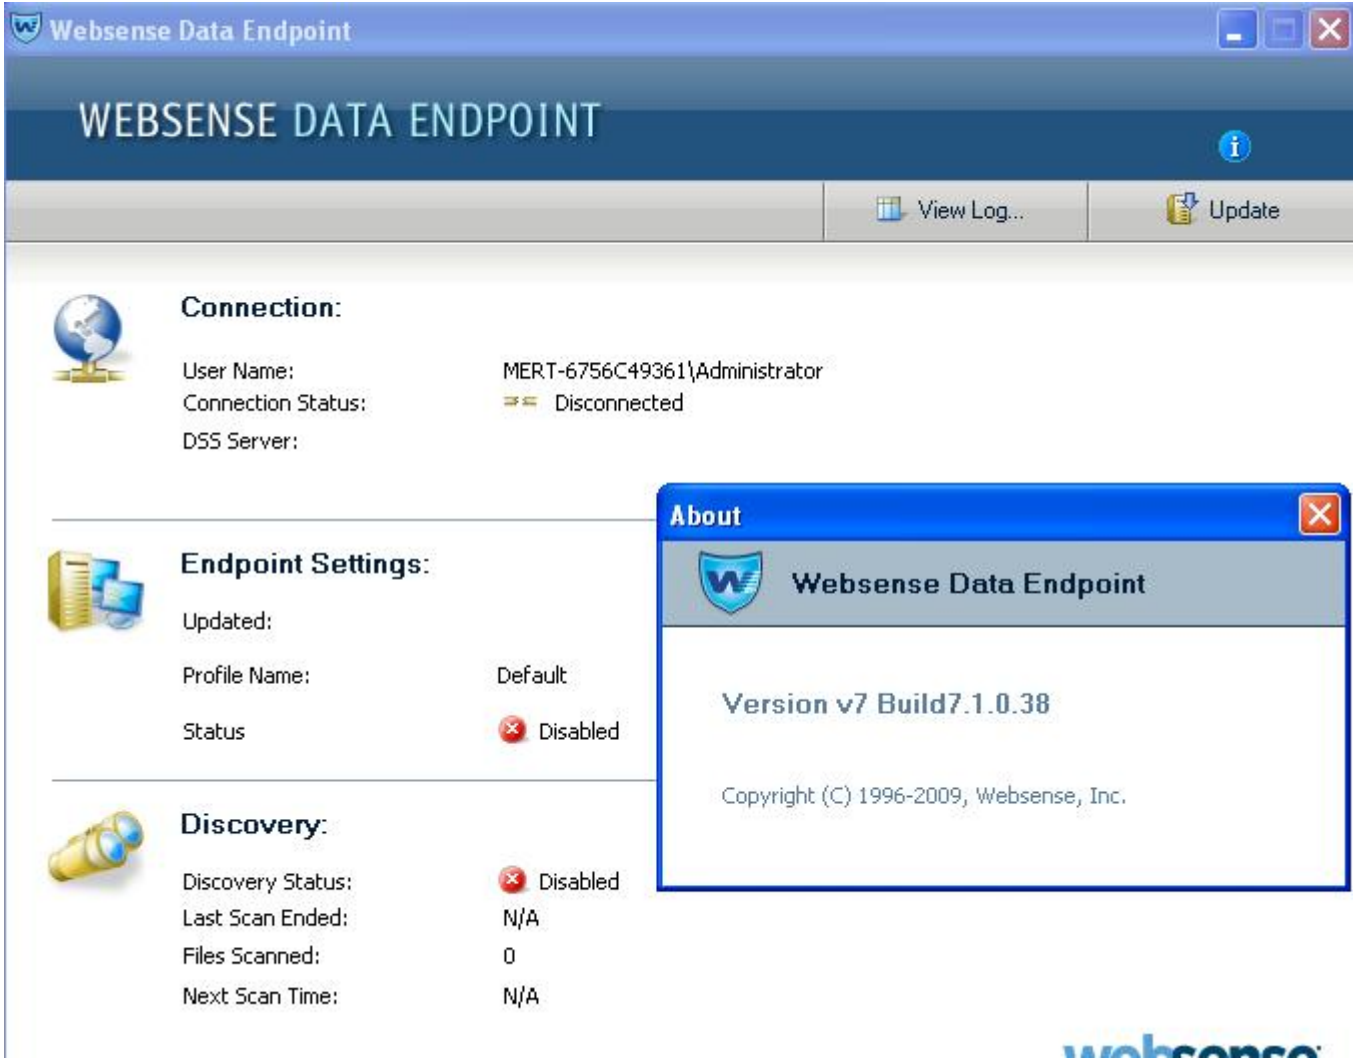 Websense Data Endpoint
WEBSENSE DATA ENDPOINT
View Log...
Update
Connection:
User Name: MERT-6756C49361\Administrator
Connection Status: Disconnected
DSS Server:
Endpoint Settings:
Updated:
Profile Name: Default
Status Disabled
Discovery:
Discovery Status: Disabled
Last Scan Ended: N/A
Files Scanned: 0
Next Scan Time: N/A
About
Websense Data Endpoint
Version v7 Build7.1.0.38
Copyright (C) 1996-2009, Websense, Inc.
websense